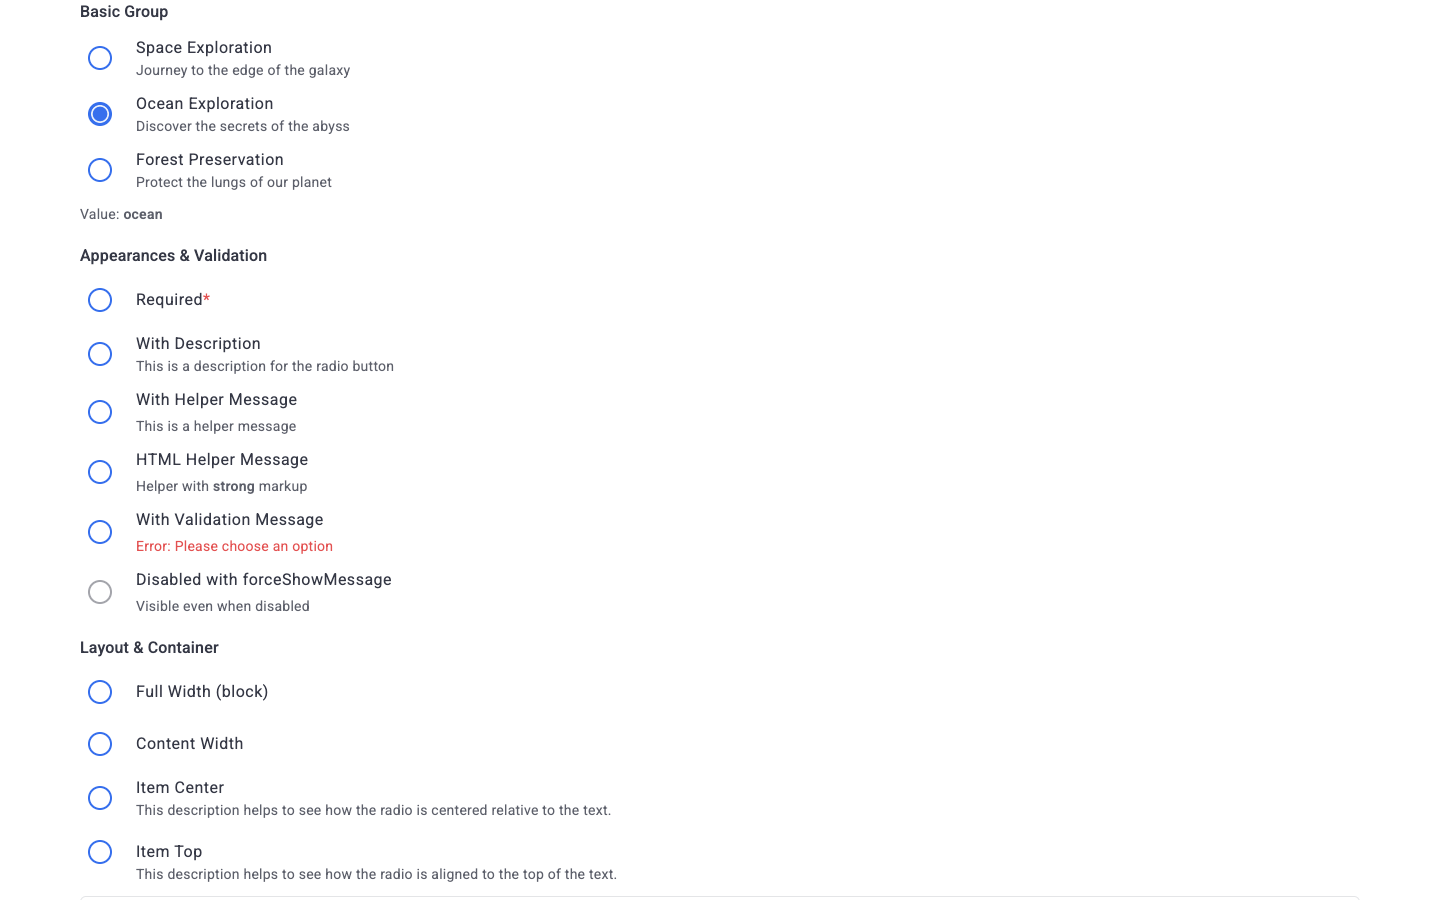 Basic Group
Space Exploration
Journey to the edge of the galaxy
Ocean Exploration
Discover the secrets of the abyss
Forest Preservation
Protect the lungs of our planet
Value: ocean
Appearances & Validation
Required*
With Description
This is a description for the radio button
With Helper Message
This is a helper message
HTML Helper Message
Helper with strong markup
With Validation Message
Error: Please choose an option
Disabled with forceShowMessage
Visible even when disabled
Layout & Container
Full Width (block)
Content Width
Item Center
This description helps to see how the radio is centered relative to the text.
Item Top
This description helps to see how the radio is aligned to the top of the text.